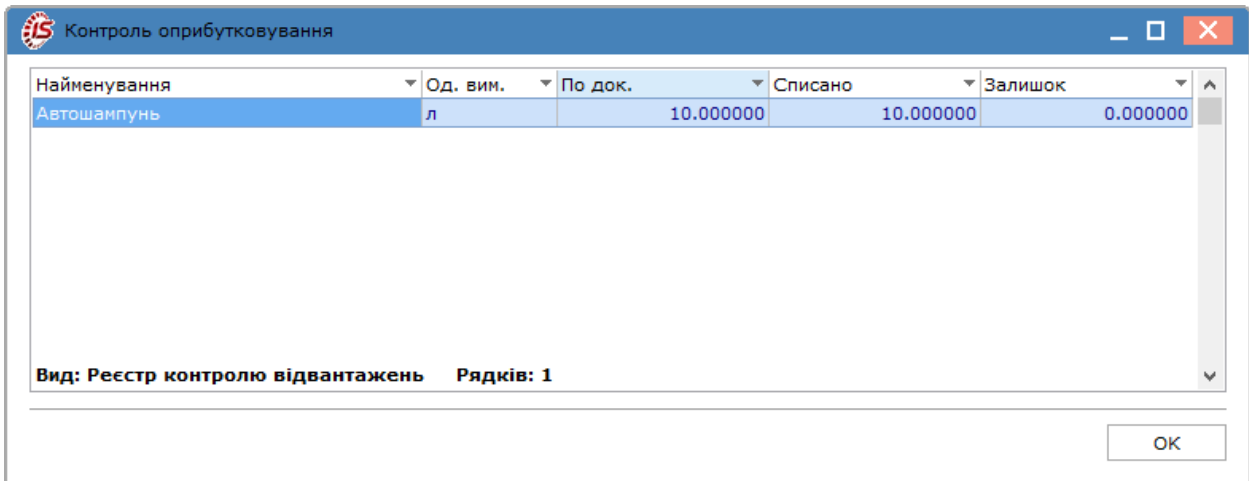 IS Контроль оприбутковування
Найменування Од. вим. По док. Списано Залишок
Автошампунь л 10.000000 10.000000 0.000000
Вид: Реєстр контролю відвантажень Рядків: 1
OK